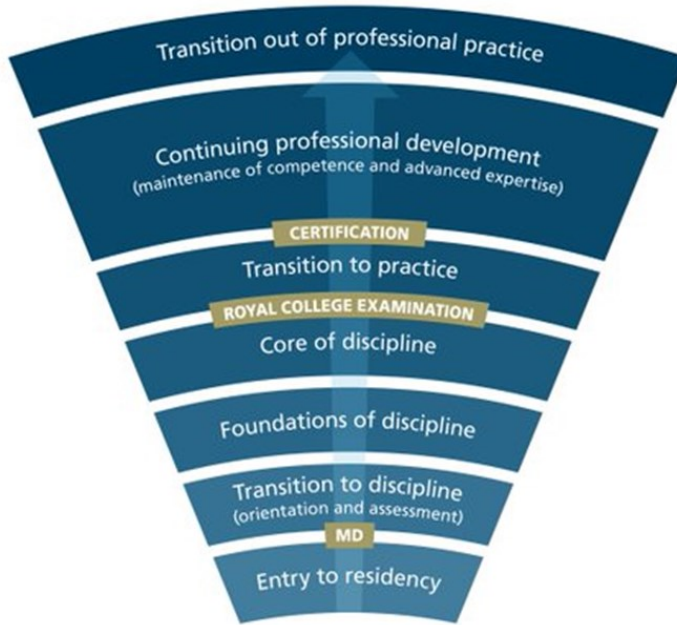 Transition out of professional practice
Continuing professional development
(maintenance of competence and advanced expertise)
CERTIFICATION
Transition to practice
ROYAL COLLEGE EXAMINATION
Core of discipline
Foundations of discipline
Transition to discipline
(orientation and assessment)
MD
Entry to residency